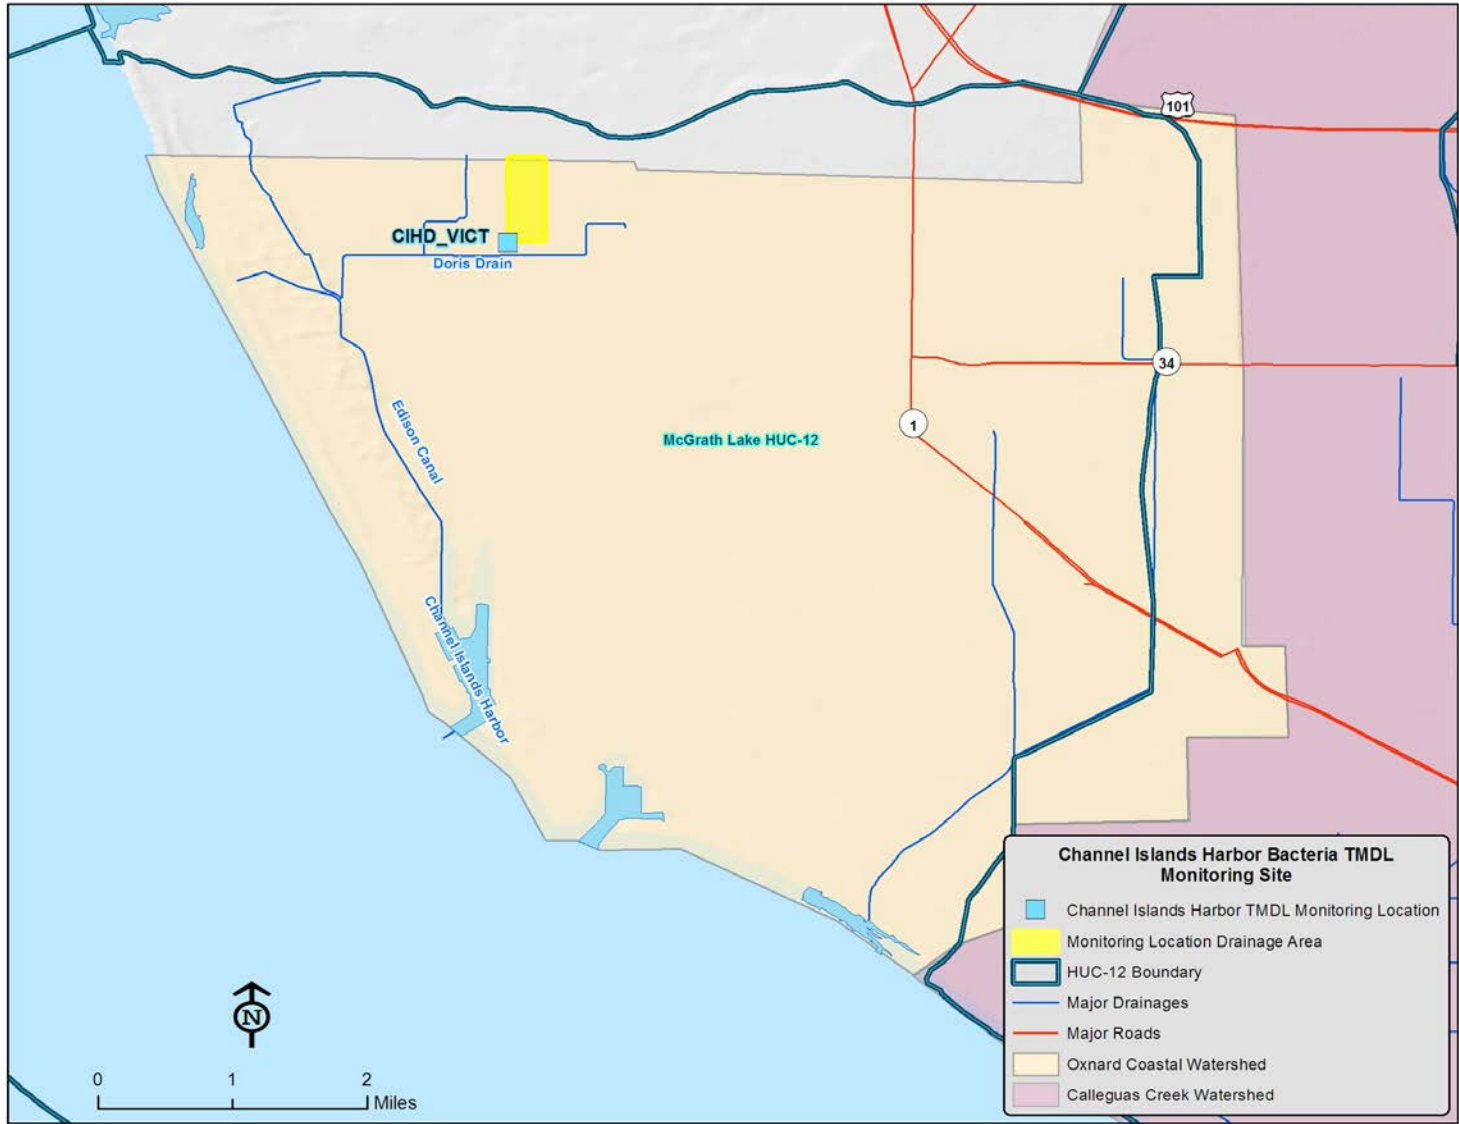 101
CIHD_VICT
Doris Drain
34
Edison Canal
1
McGrath Lake HUC-12
Channel Islands Harbor
Channel Islands Harbor Bacteria TMDL
Monitoring Site
Channel Islands Harbor TMDL Monitoring Location
Monitoring Location Drainage Area
HUC-12 Boundary
Major Drainages
Major Roads
Oxnard Coastal Watershed
Calleguas Creek Watershed
N
0 1 2
Miles